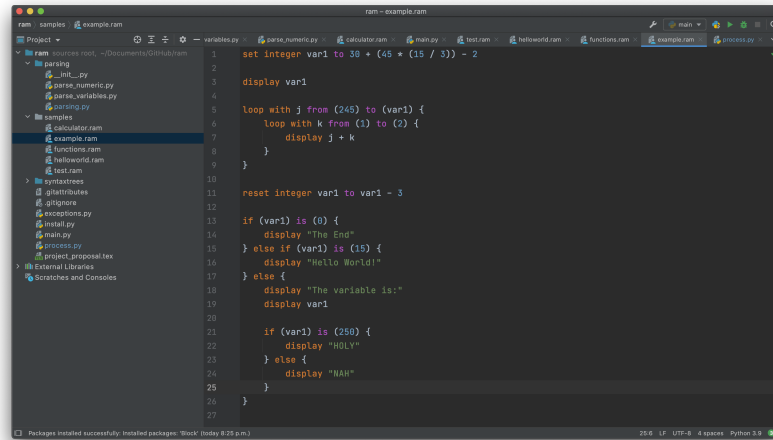 ram – example.ram
ram samples example.ram main
Project variables.py parse_numeric.py calculator.ram main.py test.ram helloworld.ram functions.ram example.ram process.py
ram sources root, ~/Documents/GitHub/ram
parsing
__init__.py
parse_numeric.py
parse_variables.py
parsing.py
samples
calculator.ram
example.ram
functions.ram
helloworld.ram
test.ram
syntaxtrees
.gitattributes
.gitignore
exceptions.py
install.py
main.py
process.py
project_proposal.tex
External Libraries
Scratches and Consoles
1 set integer var1 to 30 + (45 * (15 / 3)) - 2
2
3 display var1
4
5 loop with j from (245) to (var1) {
6 loop with k from (1) to (2) {
7 display j + k
8 }
9 }
10
11 reset integer var1 to var1 - 3
12
13 if (var1) is (0) {
14 display "The End"
15 } else if (var1) is (15) {
16 display "Hello World!"
17 } else {
18 display "The variable is:"
19 display var1
20
21 if (var1) is (250) {
22 display "HOLY"
23 } else {
24 display "NAH"
25 }
26 }
27
Packages installed successfully: Installed packages: 'Block' (today 8:25 p.m.) 25:6 LF UTF-8 4 spaces Python 3.9